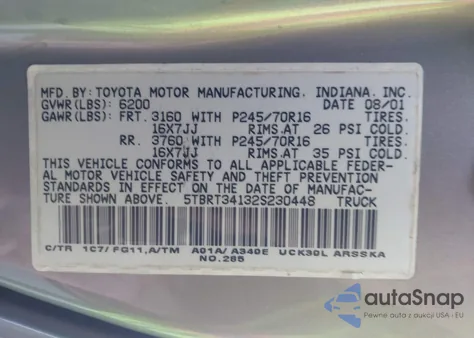 MFD. BY: TOYOTA MOTOR MANUFACTURING, INDIANA, INC.
GVWR(LBS): 6200 DATE 08/01
GAWR(LBS): FRT. 3160 WITH P245/70R16 TIRES.
16X7JJ RIMS.AT 26 PSI COLD.
RR. 3760 WITH P245/70R16 TIRES.
16X7JJ RIMS.AT 35 PSI COLD.
THIS VEHICLE CONFORMS TO ALL APPLICABLE FEDER-
AL MOTOR VEHICLE SAFETY AND THEFT PREVENTION
STANDARDS IN EFFECT ON THE DATE OF MANUFAC-
TURE SHOWN ABOVE. 5TBRT34132S230448 TRUCK
C/TR 1C7/FG11,A/TM A01A/A340E UCK30L ARSSKA
NO.285
autoSnap
Pewne auta z aukcji USA - EU